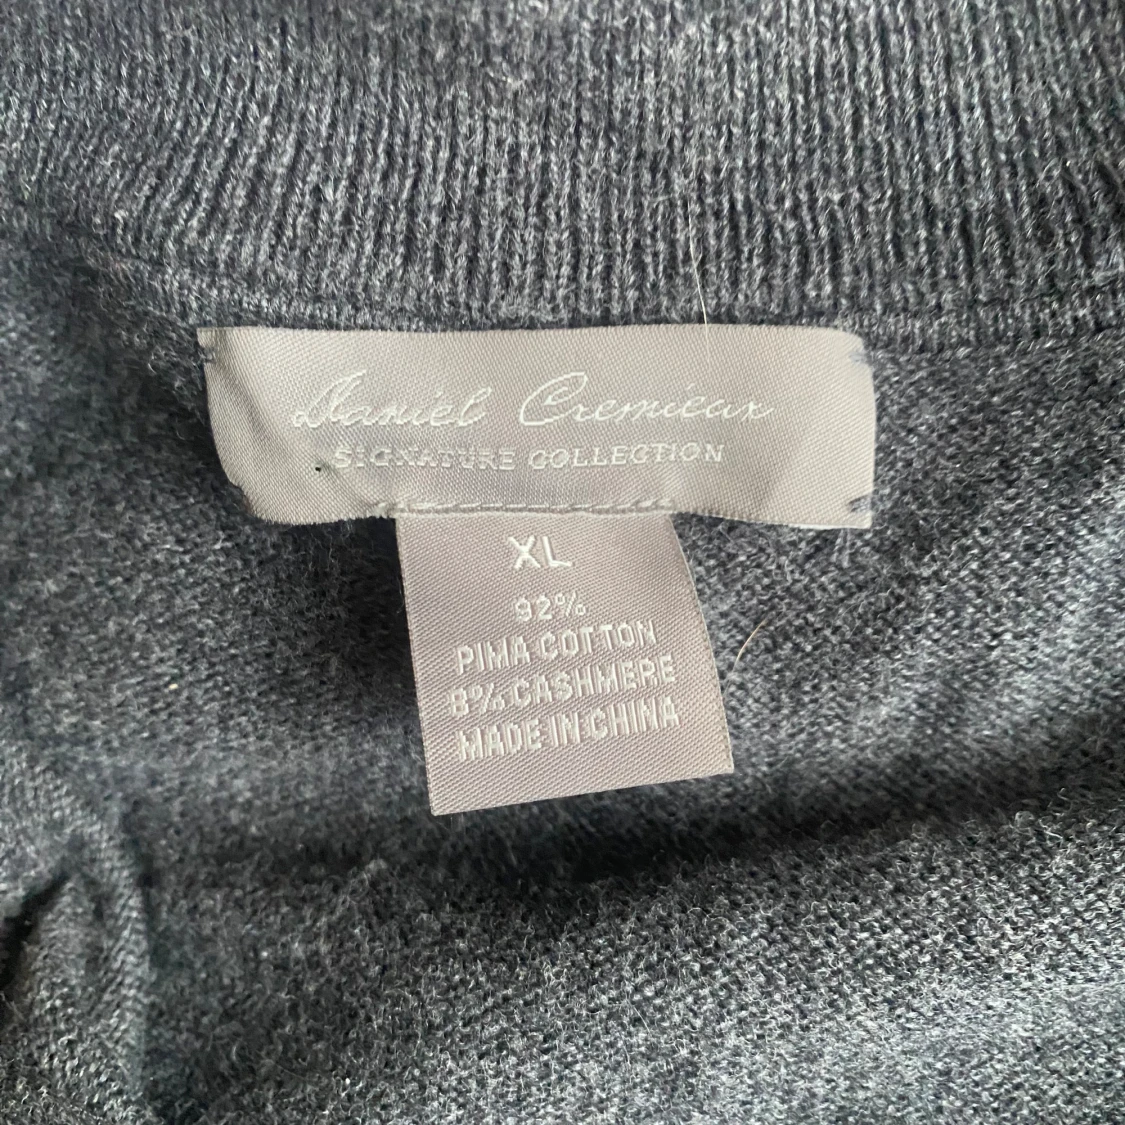 Daniel Cremieux
SIGNATURE COLLECTION
XL
92%
PIMA COTTON
8% CASHMERE
MADE IN CHINA